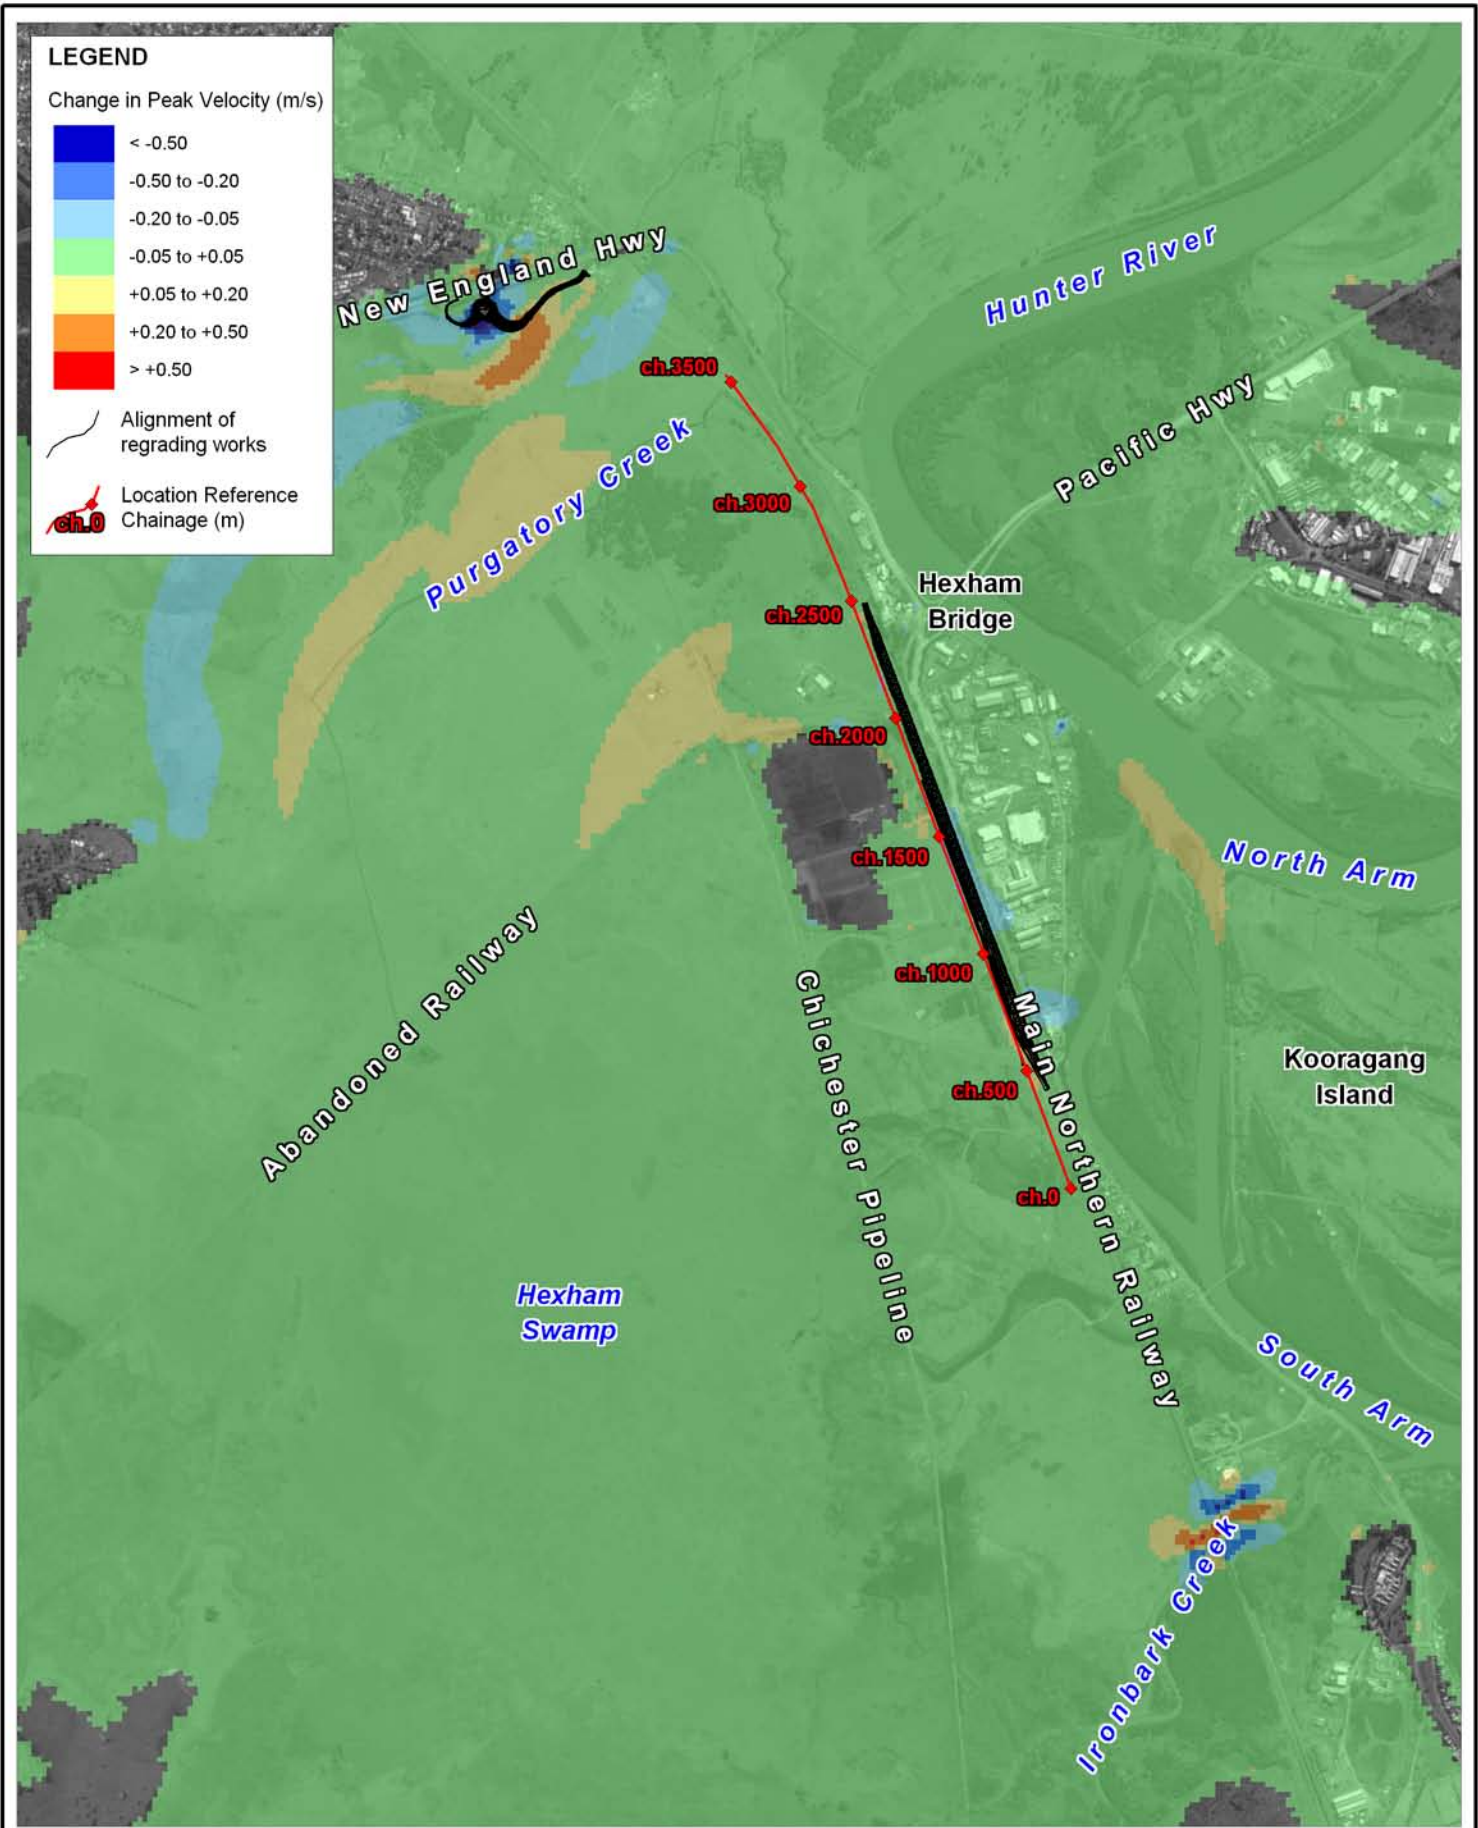 LEGEND
Change in Peak Velocity (m/s)
< -0.50
-0.50 to -0.20
-0.20 to -0.05
-0.05 to +0.05
+0.05 to +0.20
+0.20 to +0.50
> +0.50
Alignment of
regrading works
Location Reference
Chainage (m)
ch.0
New England Hwy
Hunter River
ch.3500
Pacific Hwy
Purgatory Creek
ch.3000
Hexham
Bridge
ch.2500
ch.2000
ch.1500
North Arm
ch.1000
Abandoned Railway
Chichester Pipeline
Main Northern Railway
Kooragang
Island
ch.500
ch.0
Hexham
Swamp
South Arm
Ironbark Creek